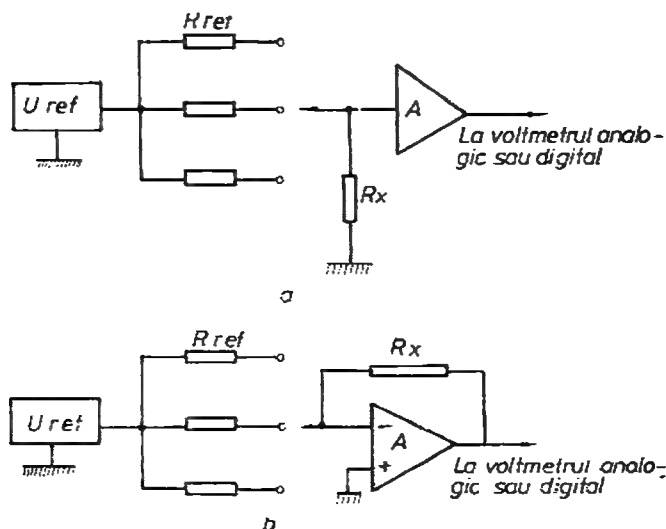 R ref
U ref
A
La voltmetrul analo-
gic sau digital
Rx
a
R ref
Rx
U ref
-
A
+
La voltmetrul analo-
gic sau digital
b